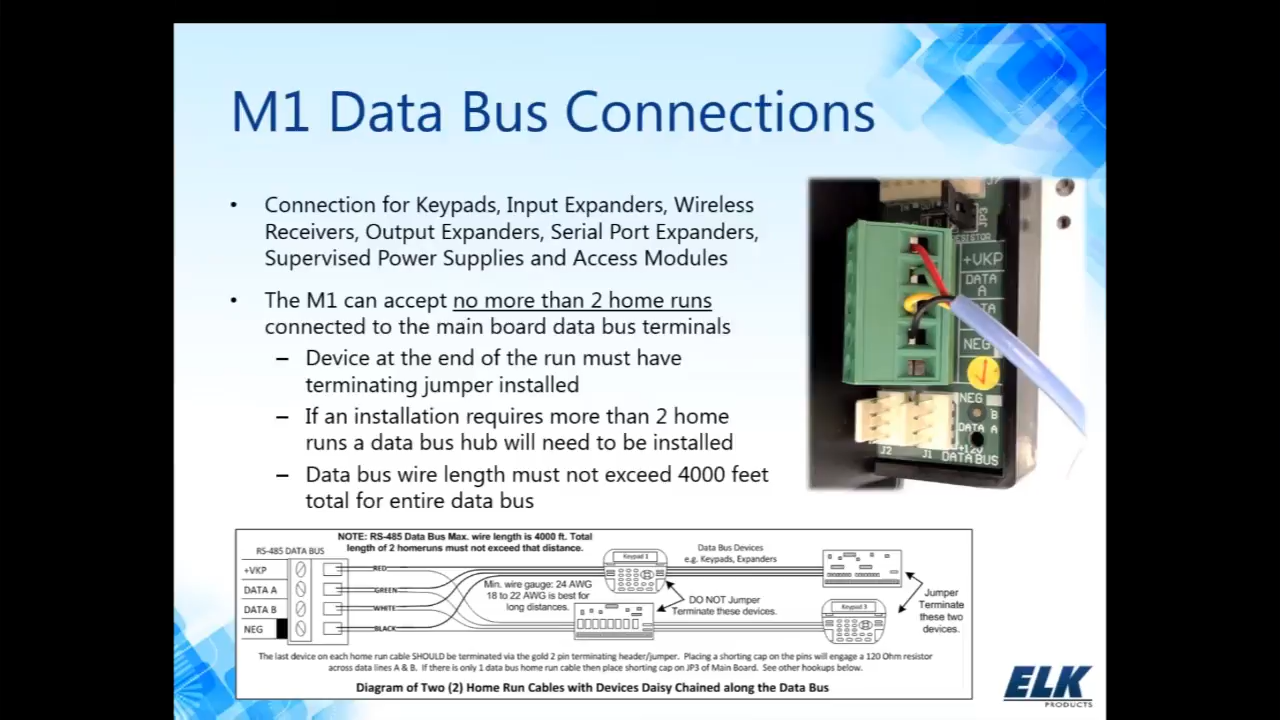 M1 Data Bus Connections
• Connection for Keypads, Input Expanders, Wireless
Receivers, Output Expanders, Serial Port Expanders,
Supervised Power Supplies and Access Modules
• The M1 can accept no more than 2 home runs
connected to the main board data bus terminals
– Device at the end of the run must have
terminating jumper installed
– If an installation requires more than 2 home
runs a data bus hub will need to be installed
– Data bus wire length must not exceed 4000 feet
total for entire data bus
JP3
+VKP
DATA
A
NEG
NEG
B
DATA A
+12V
J2 J1 DATA BUS
NOTE: RS-485 Data Bus Max. wire length is 4000 ft. Total
length of 2 homeruns must not exceed that distance.
RS-485 DATA BUS
+VKP
DATA A
DATA B
NEG
RED
GREEN
WHITE
BLACK
Min. wire gauge: 24 AWG
18 to 22 AWG is best for
long distances.
Keypad 1
Data Bus Devices
e.g. Keypads, Expanders
DO NOT Jumper
Terminate these devices.
Keypad 3
Jumper
Terminate
these two
devices.
The last device on each home run cable SHOULD be terminated via the gold 2 pin terminating header/jumper. Placing a shorting cap on the pins will engage a 120 Ohm resistor
across data lines A & B. If there is only 1 data bus home run cable then place shorting cap on JP3 of Main Board. See other hookups below.
Diagram of Two (2) Home Run Cables with Devices Daisy Chained along the Data Bus
ELK
PRODUCTS